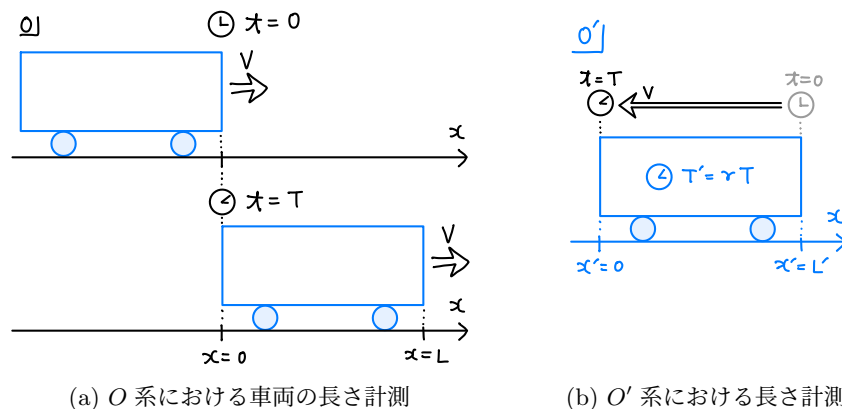 O
t = 0
V
x
t = T
V
x
x = 0
x = L
(a) O 系における車両の長さ計測
O′
t = T
t = 0
V
T′ = γT
x
x′ = 0
x′ = L′
(b) O′ 系における長さ計測